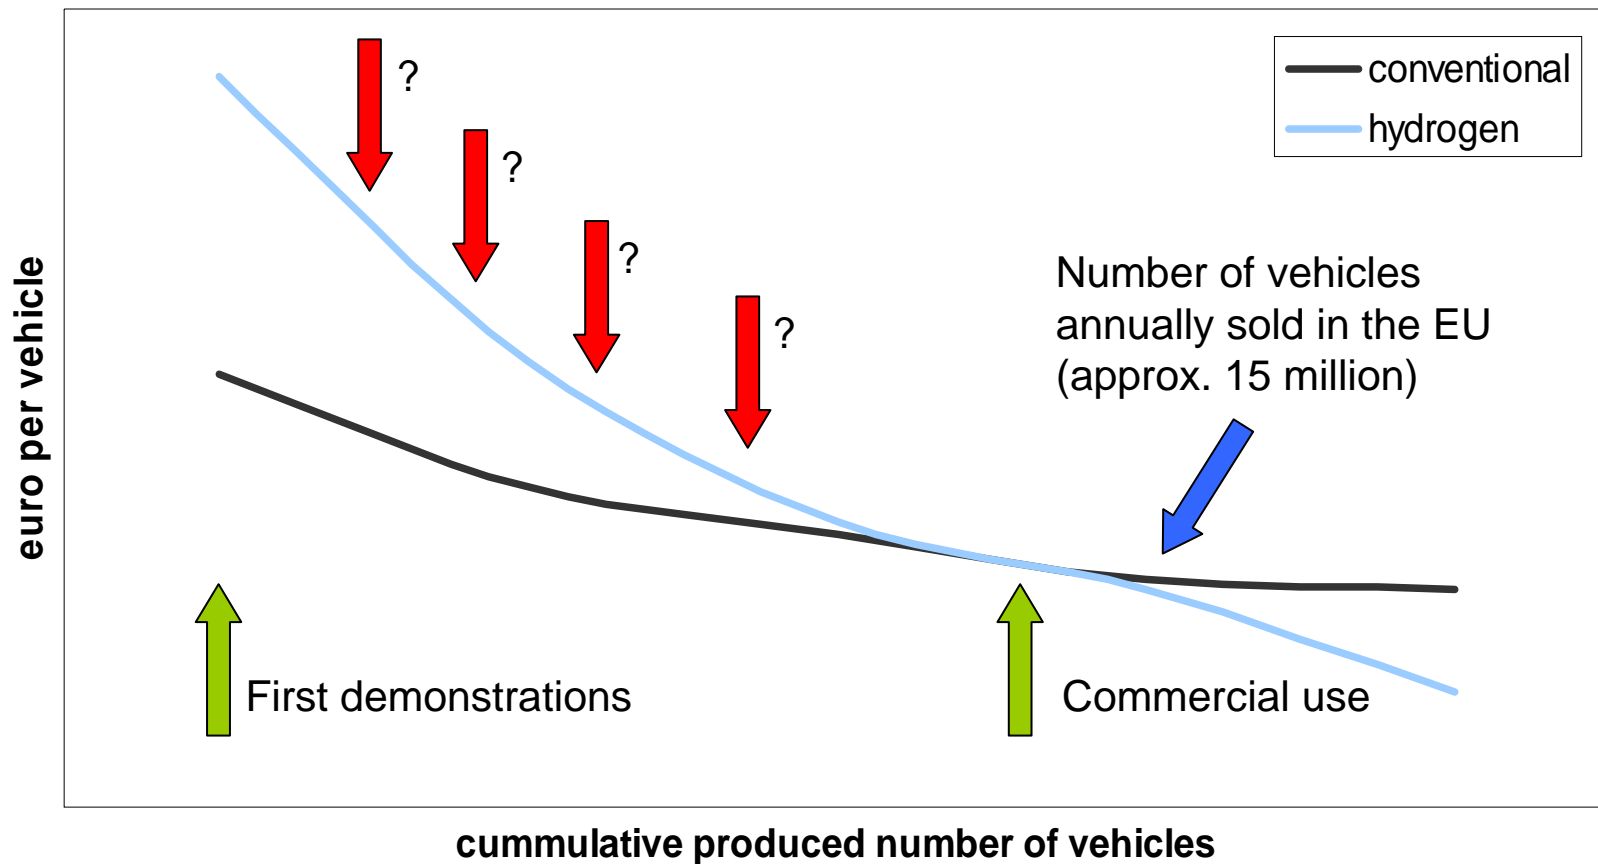 conventional
hydrogen
?
?
?
?
Number of vehicles
annually sold in the EU
(approx. 15 million)
euro per vehicle
First demonstrations
Commercial use
cummulative produced number of vehicles